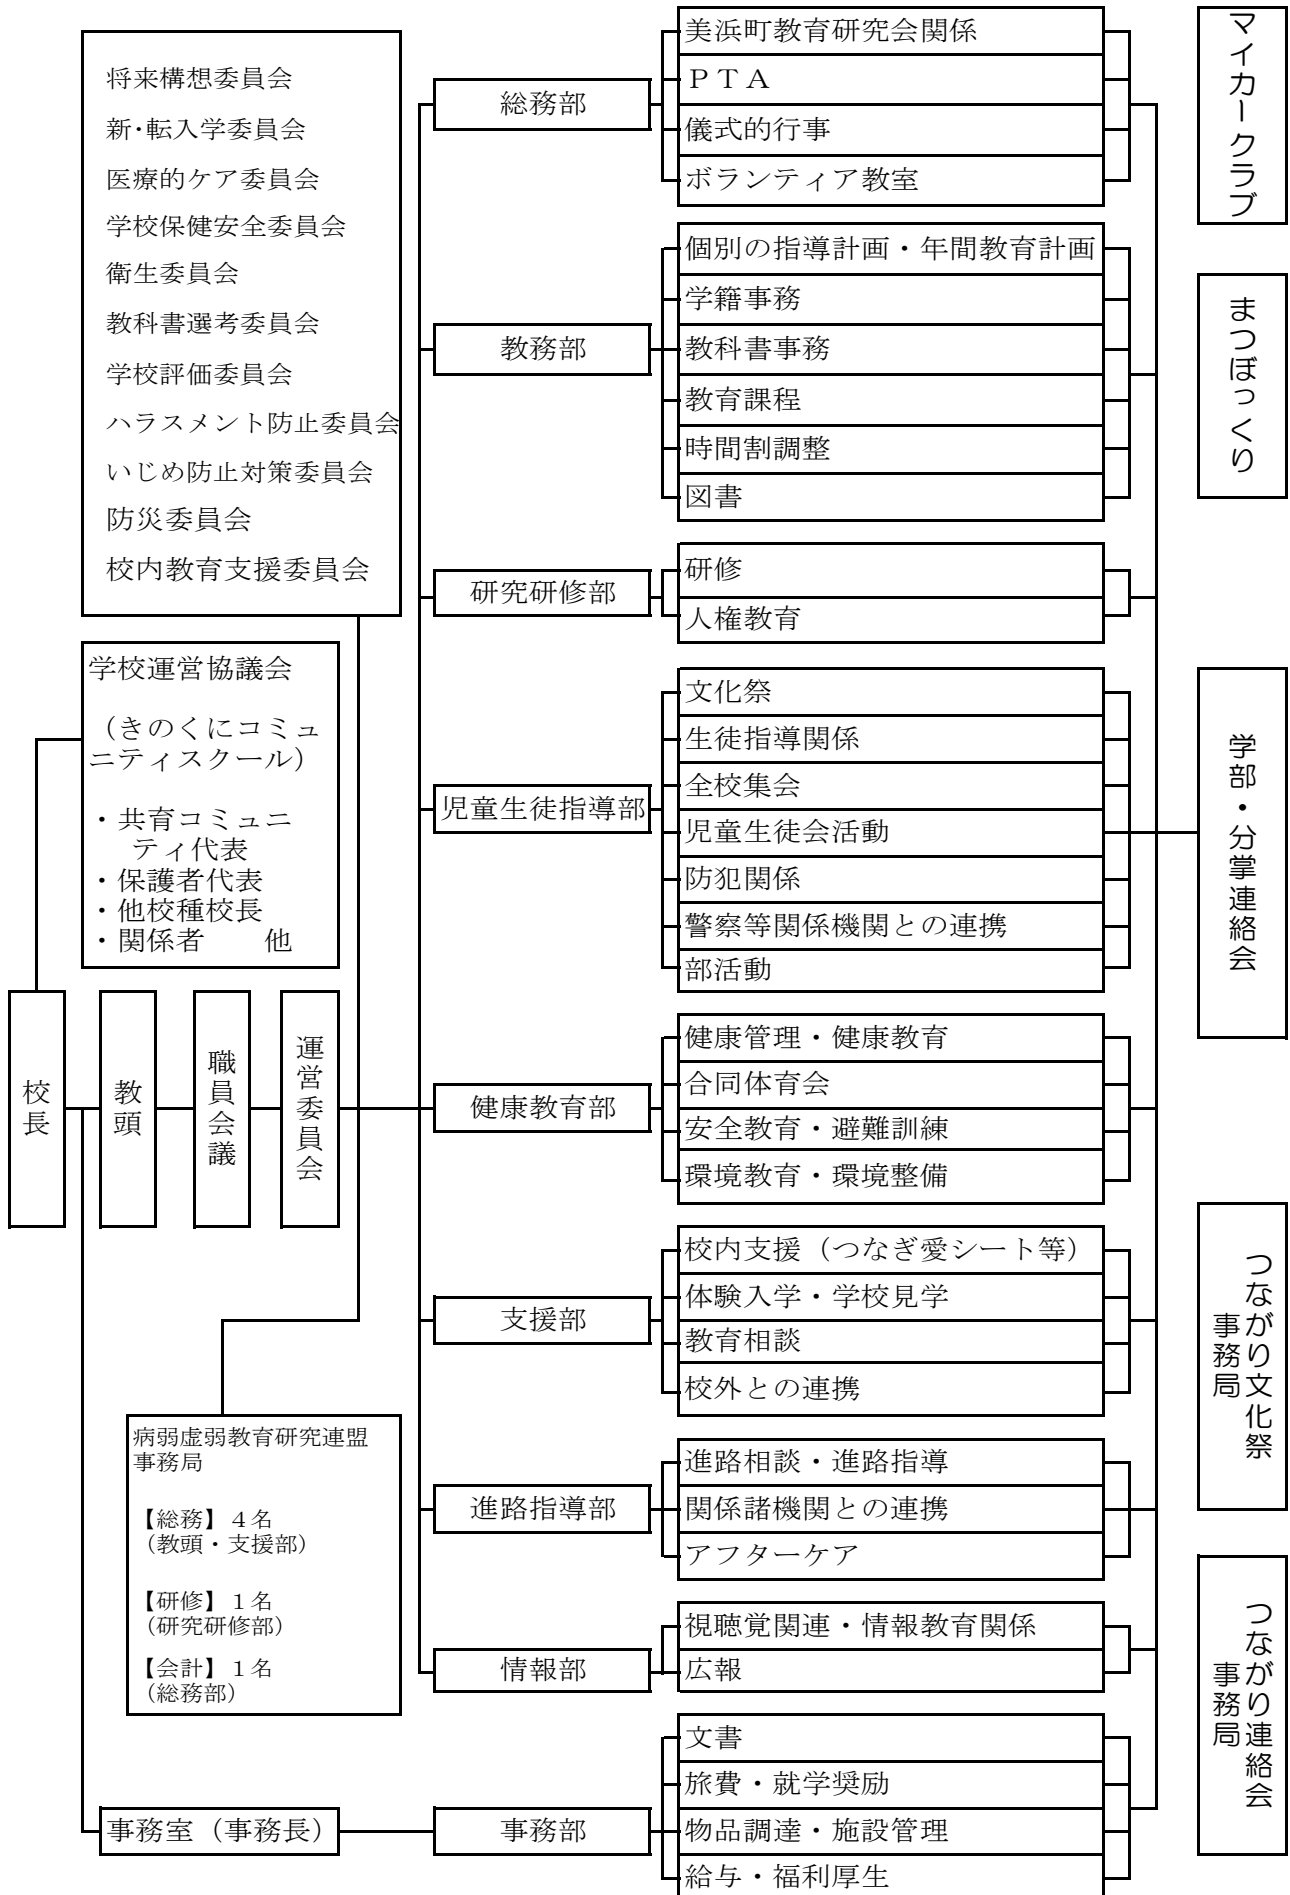 将来構想委員会
新・転入学委員会
医療的ケア委員会
学校保健安全委員会
衛生委員会
教科書選考委員会
学校評価委員会
ハラスメント防止委員会
いじめ防止対策委員会
防災委員会
校内教育支援委員会
学校運営協議会
（きのくにコミュ
ニティスクール）
・共育コミュニ
ティ代表
・保護者代表
・他校種校長
・関係者　　他
校長
教頭
職員会議
運営委員会
病弱虚弱教育研究連盟
事務局
【総務】４名
（教頭・支援部）
【研修】１名
（研究研修部）
【会計】１名
（総務部）
事務室（事務長）
総務部
美浜町教育研究会関係
ＰＴＡ
儀式的行事
ボランティア教室
教務部
個別の指導計画・年間教育計画
学籍事務
教科書事務
教育課程
時間割調整
図書
研究研修部
研修
人権教育
児童生徒指導部
文化祭
生徒指導関係
全校集会
児童生徒会活動
防犯関係
警察等関係機関との連携
部活動
健康教育部
健康管理・健康教育
合同体育会
安全教育・避難訓練
環境教育・環境整備
支援部
校内支援（つなぎ愛シート等）
体験入学・学校見学
教育相談
校外との連携
進路指導部
進路相談・進路指導
関係諸機関との連携
アフターケア
情報部
視聴覚関連・情報教育関係
広報
事務部
文書
旅費・就学奨励
物品調達・施設管理
給与・福利厚生
マイカークラブ
まつぼっくり
学部・分掌連絡会
つながり文化祭
事務局
つながり連絡会
事務局